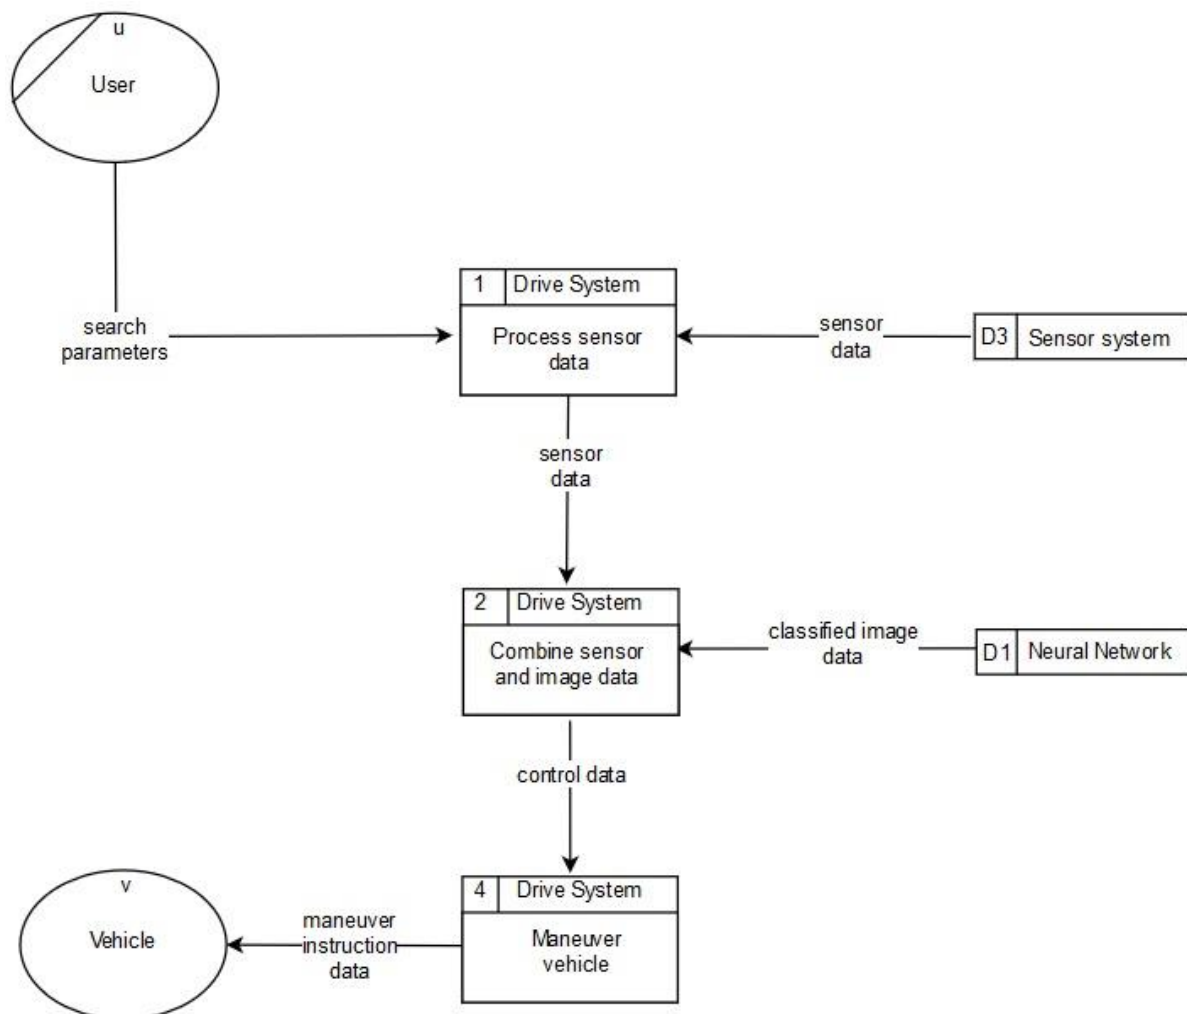 u
User
search
parameters
1 Drive System
Process sensor
data
sensor
data
D3 Sensor system
sensor
data
2 Drive System
Combine sensor
and image data
classified image
data
D1 Neural Network
control data
4 Drive System
Maneuver
vehicle
maneuver
instruction
data
v
Vehicle